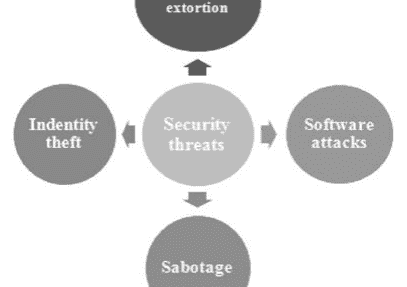 extortion
Indentity
theft
Security
threats
Software
attacks
Sabotage